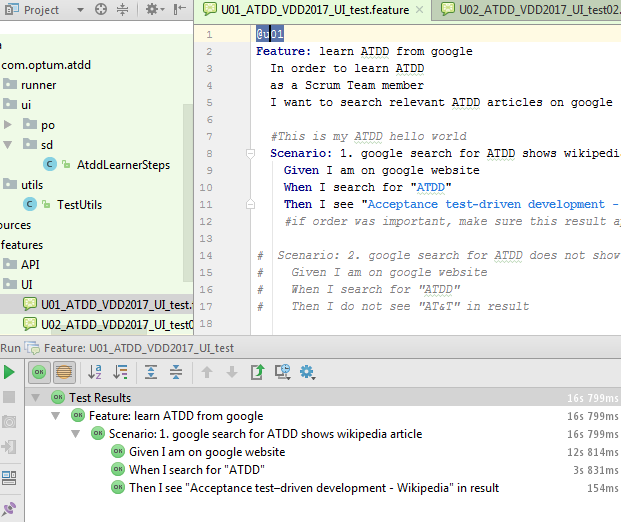 Project
U01_ATDD_VDD2017_UI_test.feature
U02_ATDD_VDD2017_UI_test02.
com.optum.atdd
runner
ui
po
sd
AtddLearnerSteps
utils
TestUtils
ources
features
API
UI
U01_ATDD_VDD2017_UI_test.
U02_ATDD_VDD2017_UI_test0
1 @u01
2 Feature: learn ATDD from google
3 In order to learn ATDD
4 as a Scrum Team member
5 I want to search relevant ATDD articles on google
6
7 #This is my ATDD hello world
8 Scenario: 1. google search for ATDD shows wikipedia
9 Given I am on google website
10 When I search for "ATDD"
11 Then I see "Acceptance test-driven development -
12 #if order was important, make sure this result
13
14 # Scenario: 2. google search for ATDD does not show
15 # Given I am on google website
16 # When I search for "ATDD"
17 # Then I do not see "AT&T" in result
18
Run Feature: U01_ATDD_VDD2017_UI_test
Test Results 16s 799ms
Feature: learn ATDD from google 16s 799ms
Scenario: 1. google search for ATDD shows wikipedia article 16s 799ms
Given I am on google website 12s 814ms
When I search for "ATDD" 3s 831ms
Then I see "Acceptance test–driven development - Wikipedia" in result 154ms